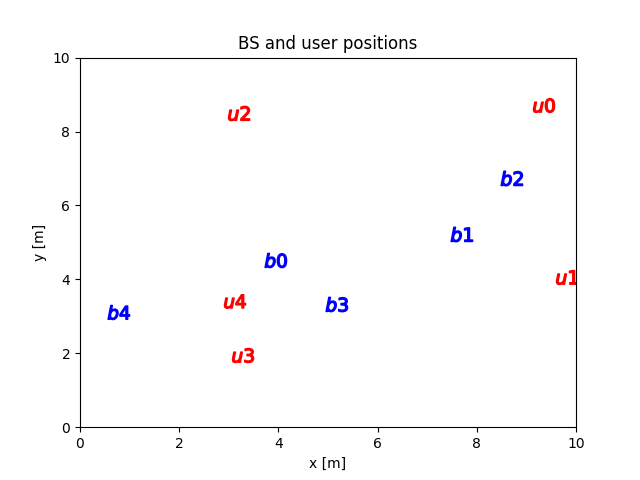 BS and user positions
10
u2
u0
8
b2
6
b1
y [m]
b0
4
u1
u4
b3
b4
2
u3
0
0 2 4 6 8 10
x [m]